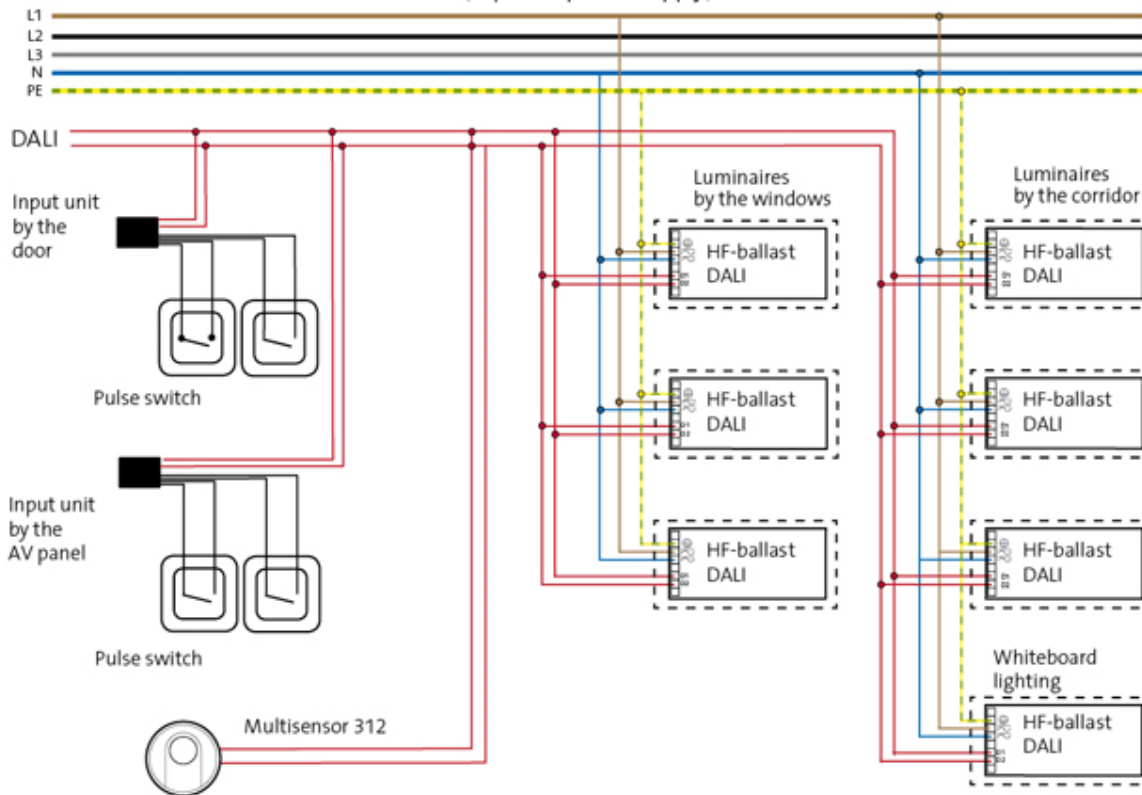 L1
L2
L3
N
PE
DALI
Input unit
by the
door
Pulse switch
Input unit
by the
AV panel
Pulse switch
Multisensor 312
Luminaires
by the windows
HF-ballast
DALI
HF-ballast
DALI
HF-ballast
DALI
Luminaires
by the corridor
HF-ballast
DALI
HF-ballast
DALI
HF-ballast
DALI
Whiteboard
lighting
HF-ballast
DALI